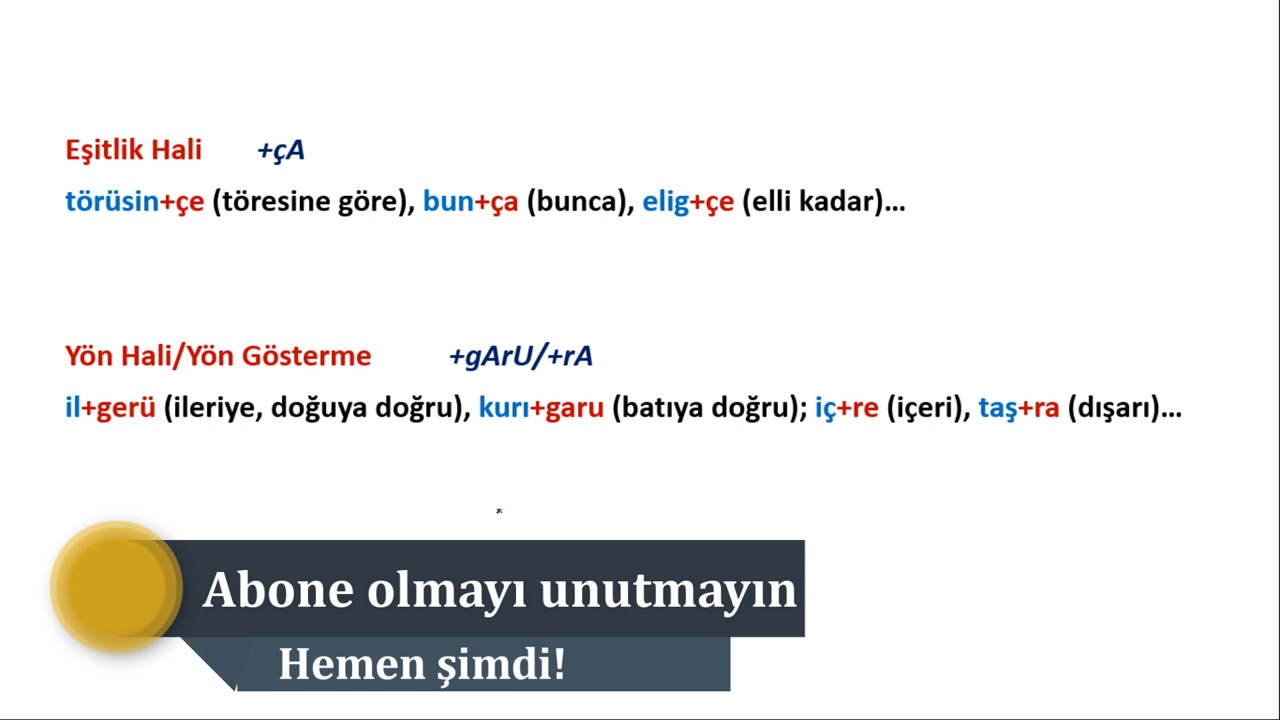 Eşitlik Hali +çA
törüsin+çe (töresine göre), bun+ça (bunca), elig+çe (elli kadar)...
Yön Hali/Yön Gösterme +gArU/+rA
il+gerü (ileriye, doğuya doğru), kurı+garu (batıya doğru); iç+re (içeri), taş+ra (dışarı)...
Abone olmayı unutmayın
Hemen şimdi!